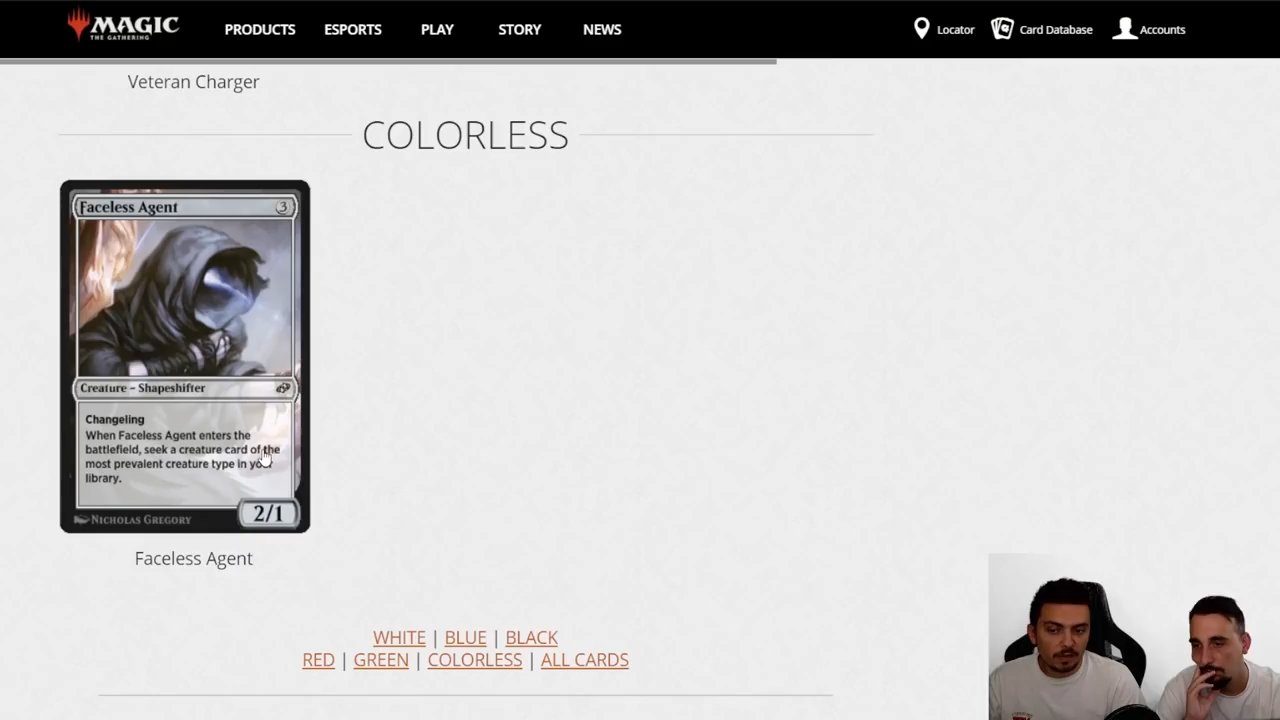 MAGIC
THE GATHERING
PRODUCTS
ESPORTS
PLAY
STORY
NEWS
Locator
Card Database
Accounts
Veteran Charger
COLORLESS
Faceless Agent 3
Creature – Shapeshifter
Changeling
When Faceless Agent enters the
battlefield, seek a creature card of the
most prevalent creature type in your
library.
2/1
NICHOLAS GREGORY
Faceless Agent
WHITE | BLUE | BLACK
RED | GREEN | COLORLESS | ALL CARDS